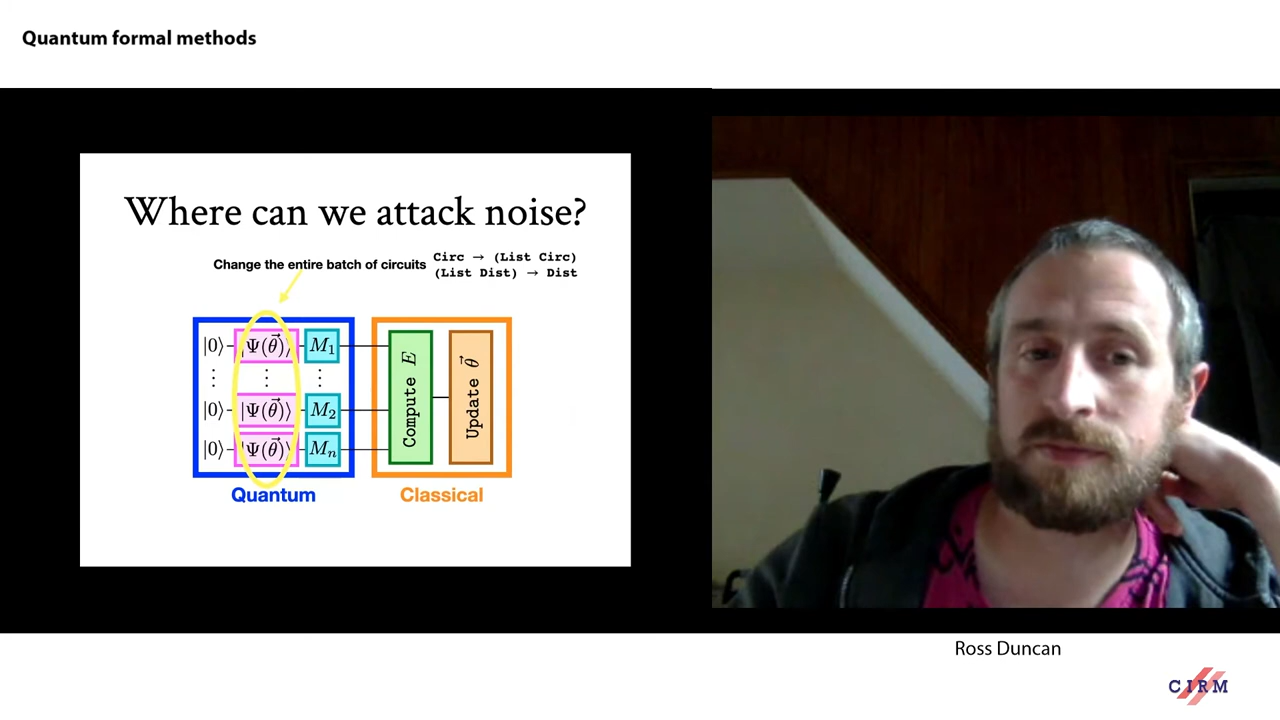 Quantum formal methods
Where can we attack noise?
Change the entire batch of circuits
Circ → (List Circ)
(List Dist) → Dist
|0⟩ |Ψ(θ⃗)⟩ M₁
⋮ ⋮ ⋮
|0⟩ |Ψ(θ⃗)⟩ M₂
|0⟩ |Ψ(θ⃗)⟩ Mₙ
Compute E
Update θ⃗
Quantum
Classical
Ross Duncan
CIRM